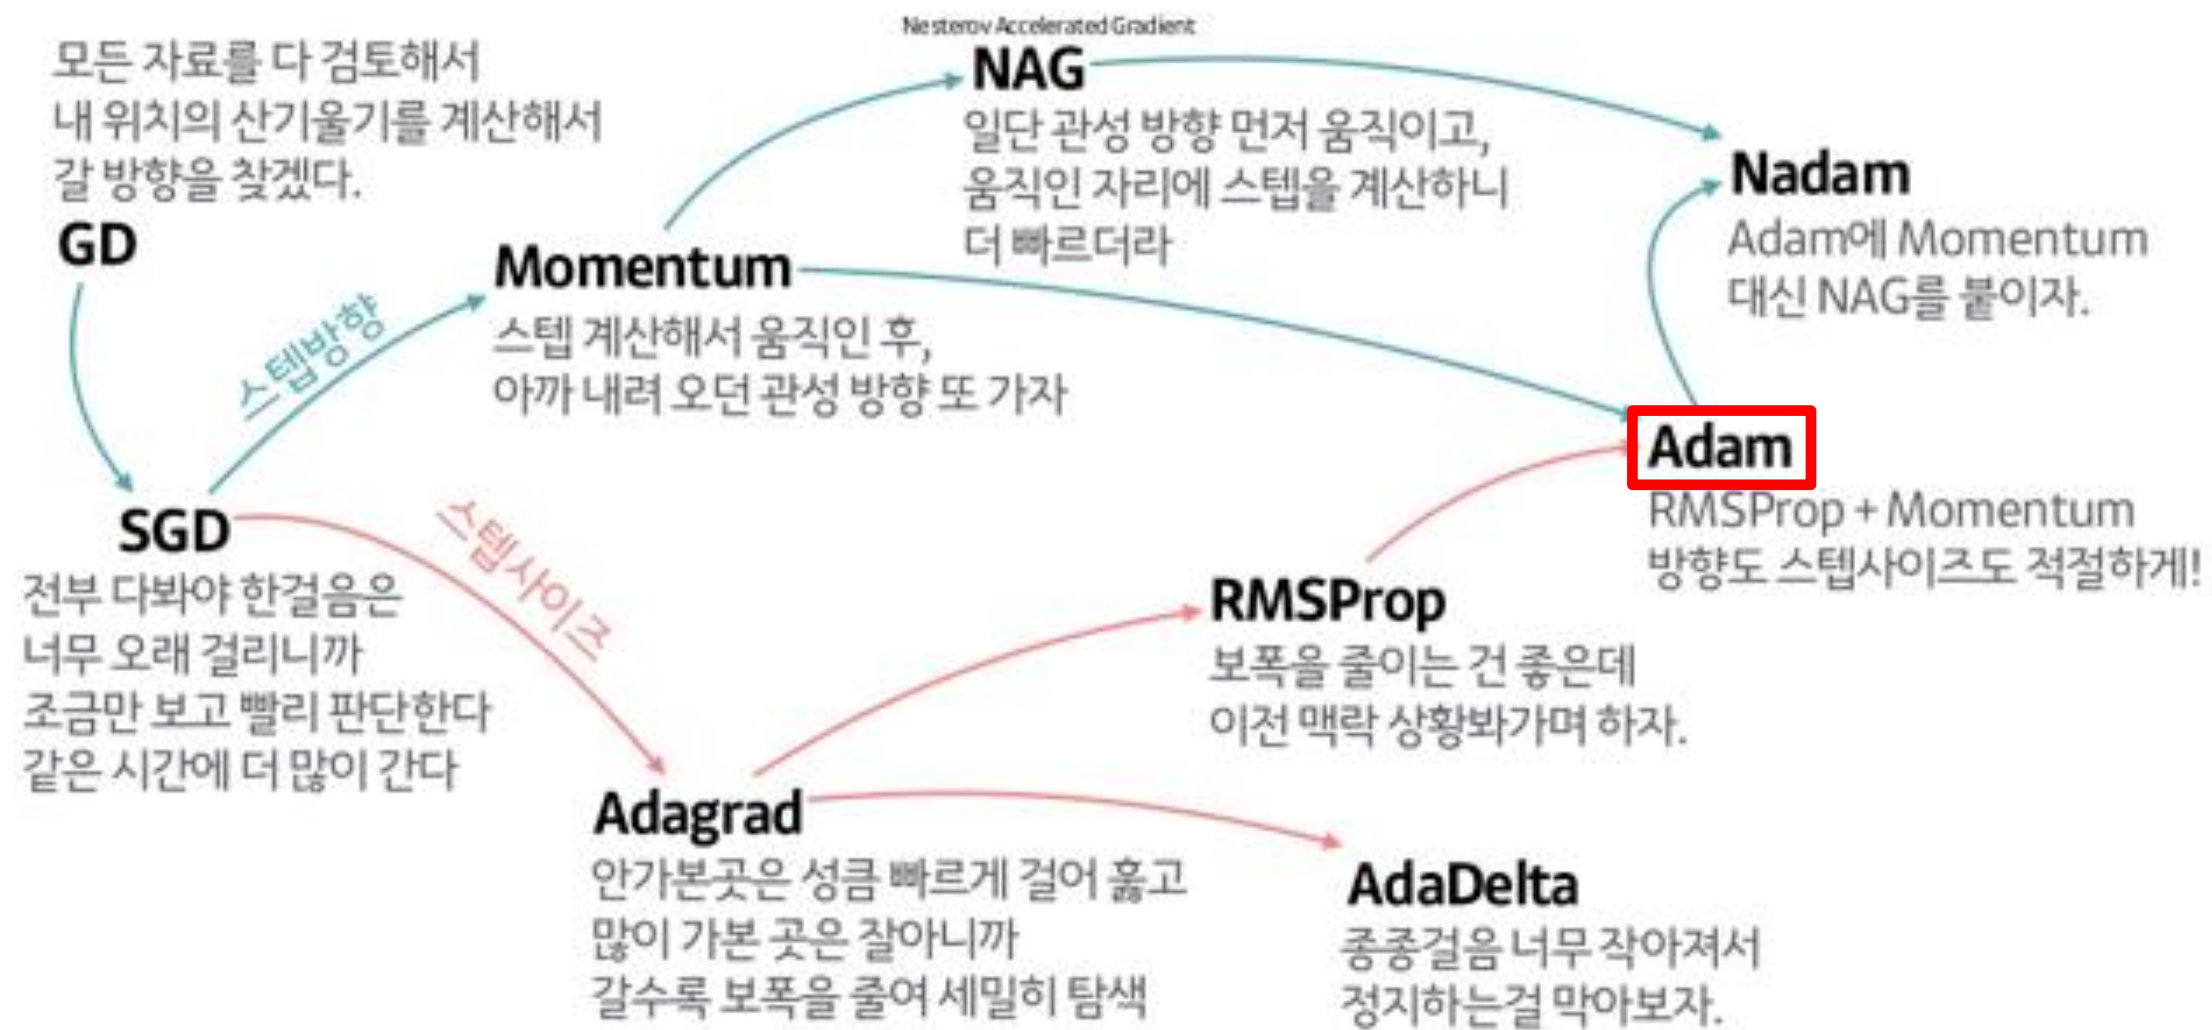 모든 자료를 다 검토해서
내 위치의 산기울기를 계산해서
갈 방향을 찾겠다.
GD
스텝방향
Momentum
스텝 계산해서 움직인 후,
아까 내려 오던 관성 방향 또 가자
Nesterov Accelerated Gradient
NAG
일단 관성 방향 먼저 움직이고,
움직인 자리에 스텝을 계산하니
더 빠르더라
Nadam
Adam에 Momentum
대신 NAG를 붙이자.
Adam
RMSProp + Momentum
방향도 스텝사이즈도 적절하게!
SGD
전부 다봐야 한걸음은
너무 오래 걸리니까
조금만 보고 빨리 판단한다
같은 시간에 더 많이 간다
스텝사이즈
RMSProp
보폭을 줄이는 건 좋은데
이전 맥락 상황봐가며 하자.
Adagrad
안가본곳은 성큼 빠르게 걸어 훓고
많이 가본 곳은 잘아니까
갈수록 보폭을 줄여 세밀히 탐색
AdaDelta
종종걸음 너무 작아져서
정지하는걸 막아보자.